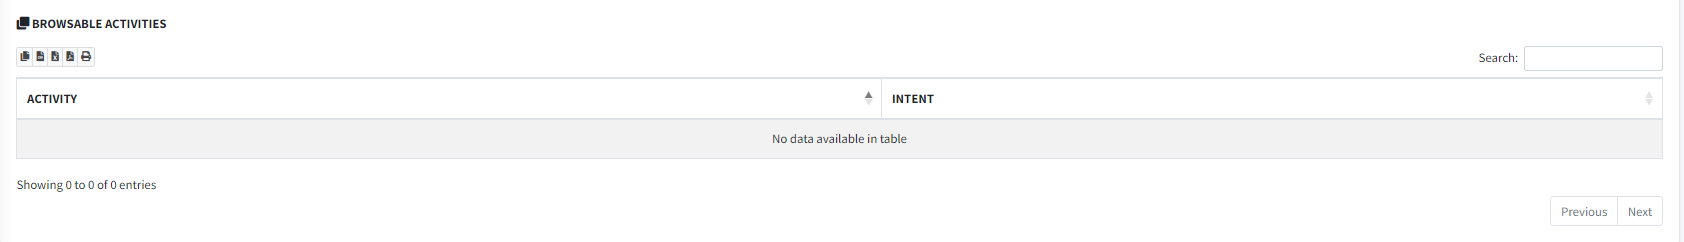 BROWSABLE ACTIVITIES
Search:
ACTIVITY INTENT
No data available in table
Showing 0 to 0 of 0 entries
Previous Next